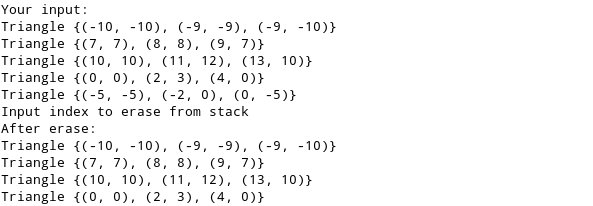 Your input:
Triangle {(-10, -10), (-9, -9), (-9, -10)}
Triangle {(7, 7), (8, 8), (9, 7)}
Triangle {(10, 10), (11, 12), (13, 10)}
Triangle {(0, 0), (2, 3), (4, 0)}
Triangle {(-5, -5), (-2, 0), (0, -5)}
Input index to erase from stack
After erase:
Triangle {(-10, -10), (-9, -9), (-9, -10)}
Triangle {(7, 7), (8, 8), (9, 7)}
Triangle {(10, 10), (11, 12), (13, 10)}
Triangle {(0, 0), (2, 3), (4, 0)}